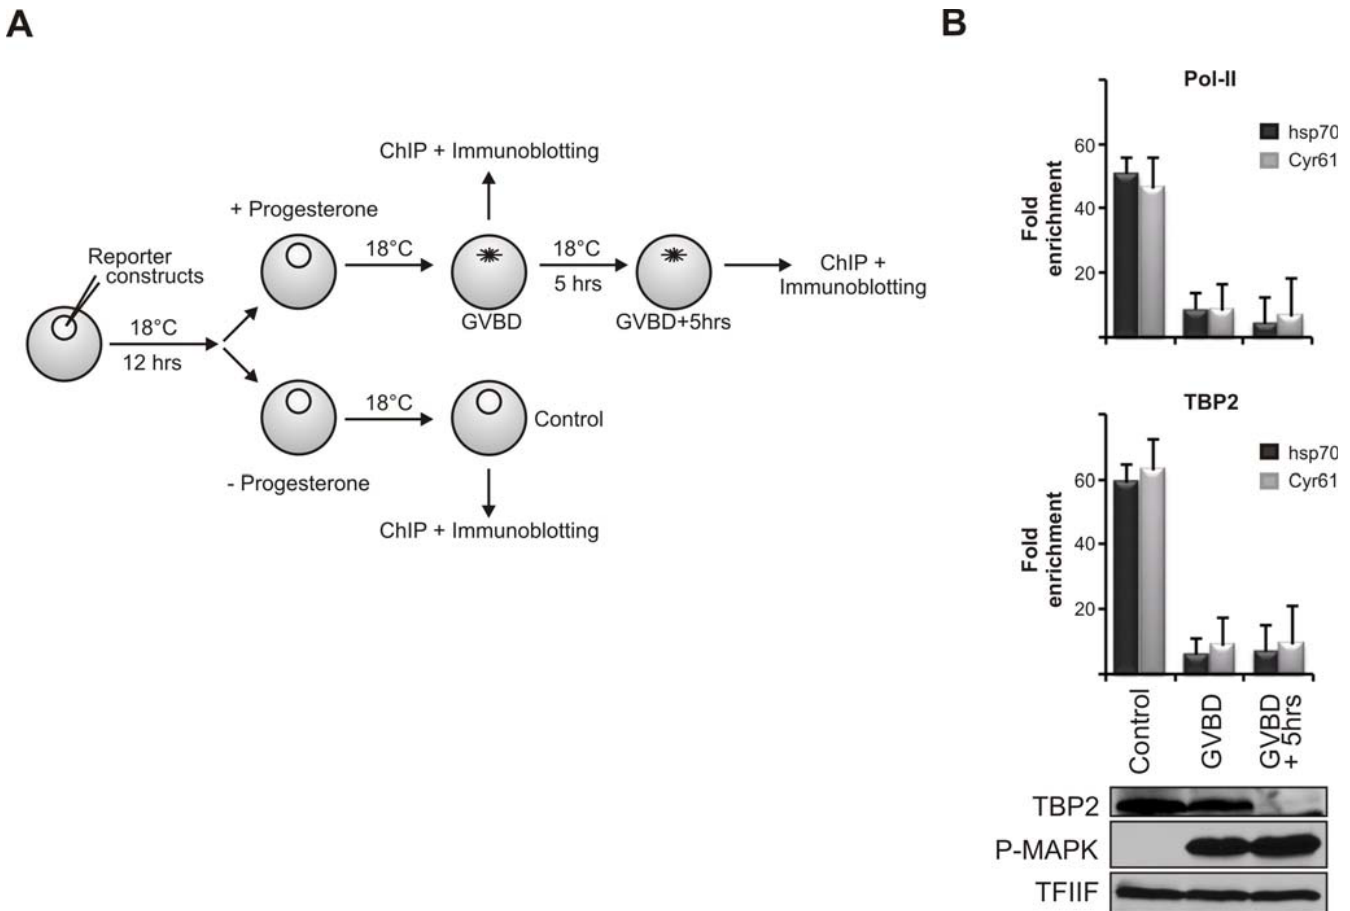 A
ChIP + Immunoblotting
+ Progesterone
Reporter
constructs
18°C
12 hrs
18°C
GVBD
18°C
5 hrs
GVBD+5hrs
ChIP +
Immunoblotting
18°C
Control
- Progesterone
ChIP + Immunoblotting
B
Pol-II
hsp70
Cyr61
Fold
enrichment
60
40
20
TBP2
hsp70
Cyr61
Fold
enrichment
60
40
20
Control
GVBD
GVBD
+ 5hrs
TBP2
P-MAPK
TFIIF